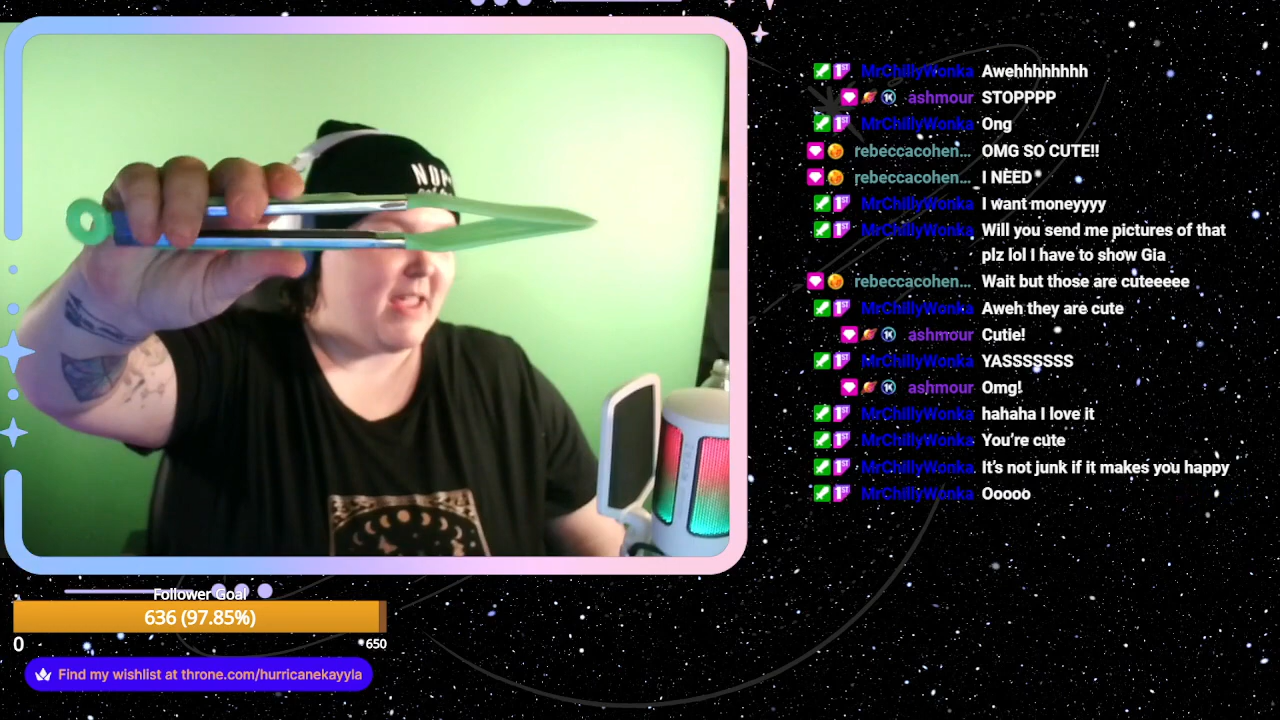 MrChillyWonka Awehhhhhhhh
ashmour STOPPPP
MrChillyWonka Ong
rebeccacohen... OMG SO CUTE!!
rebeccacohen... I NEED
MrChillyWonka I want moneyyyy
MrChillyWonka Will you send me pictures of that
plz lol I have to show Gia
rebeccacohen... Wait but those are cuteeeee
MrChillyWonka Aweh they are cute
ashmour Cutie!
MrChillyWonka YASSSSSSS
ashmour Omg!
MrChillyWonka hahaha I love it
MrChillyWonka You're cute
MrChillyWonka It's not junk if it makes you happy
MrChillyWonka Ooooo
Follower Goal
636 (97.85%)
0 650
Find my wishlist at throne.com/hurricanekayyla